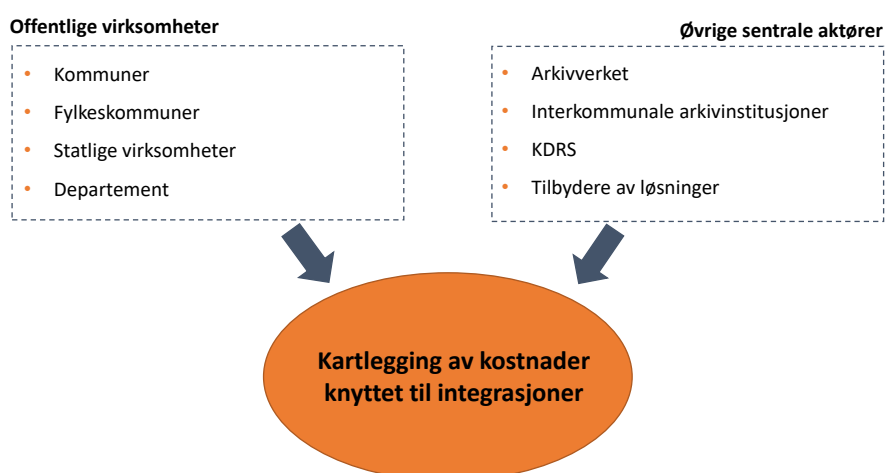 Offentlige virksomheter
• Kommuner
• Fylkeskommuner
• Statlige virksomheter
• Departement
Øvrige sentrale aktører
• Arkivverket
• Interkommunale arkivinstitusjoner
• KDRS
• Tilbydere av løsninger
Kartlegging av kostnader
knyttet til integrasjoner